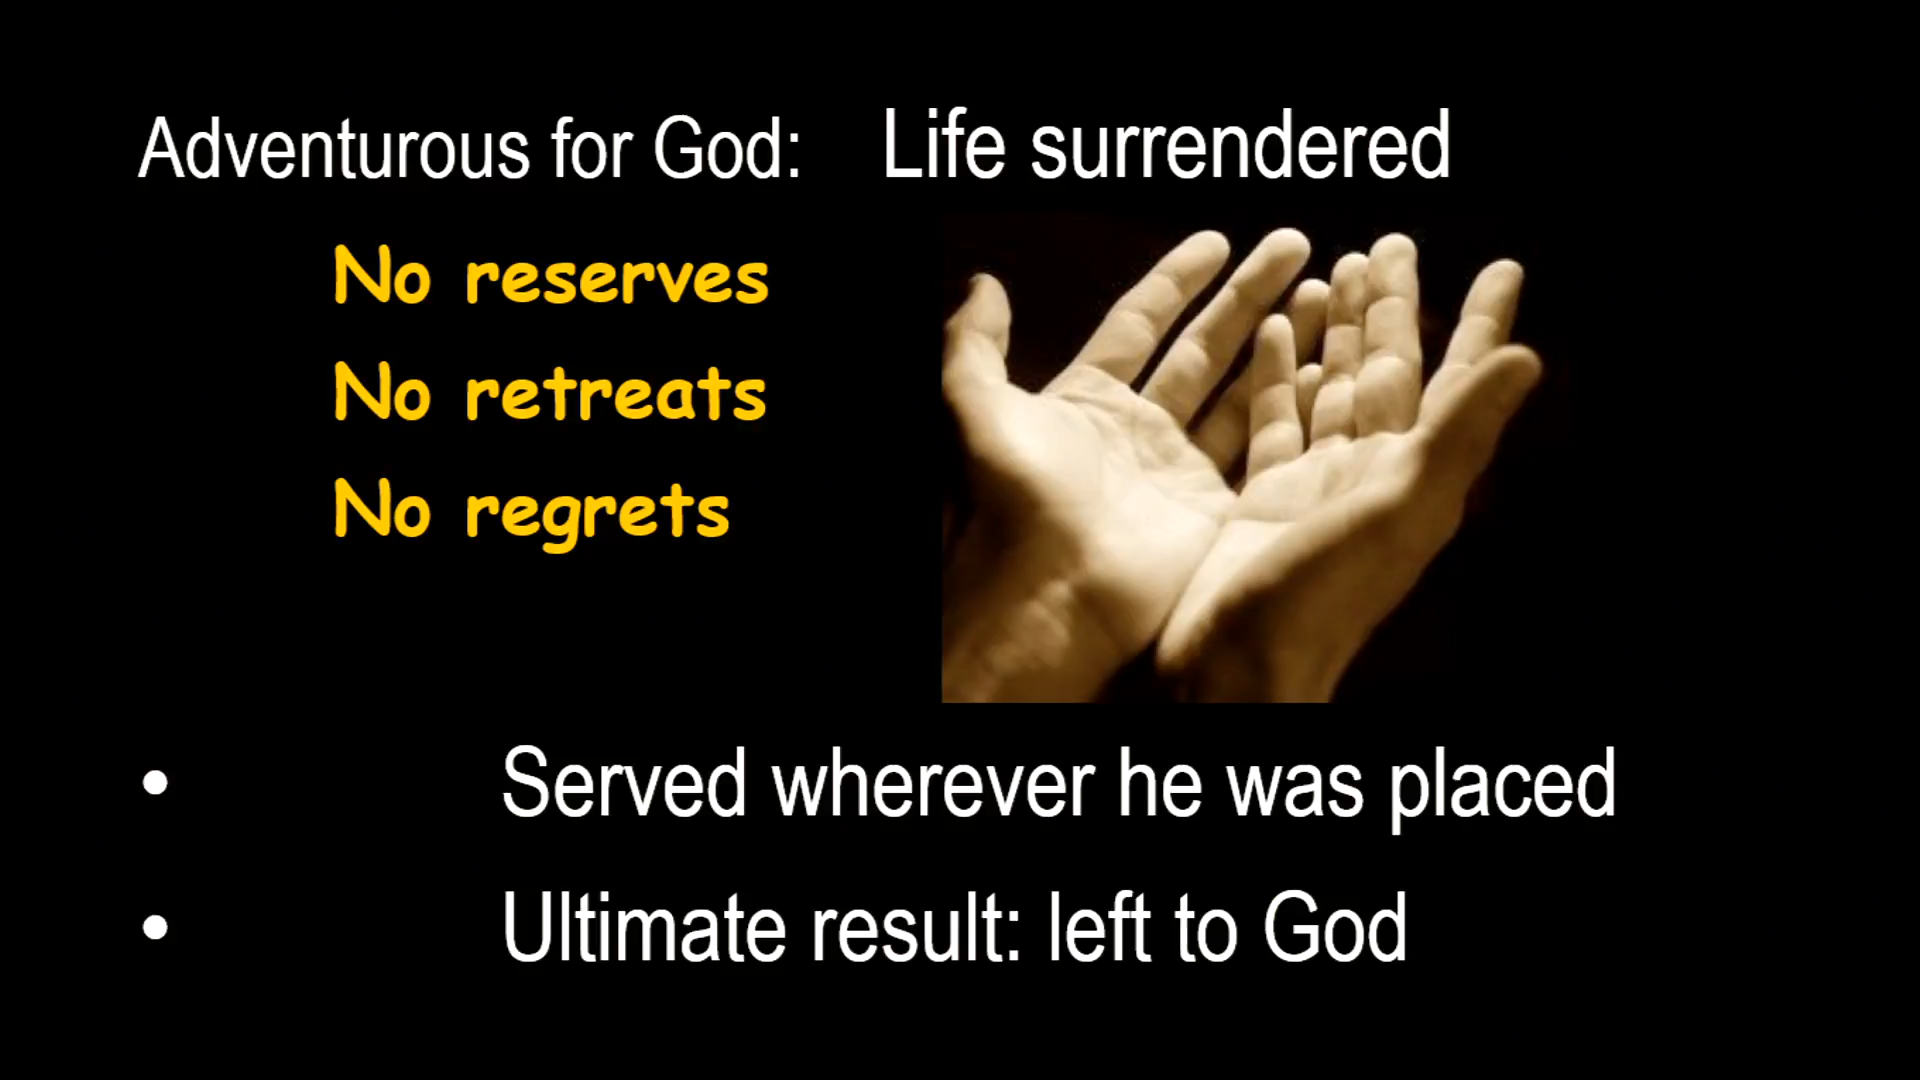 Adventurous for God: Life surrendered
No reserves
No retreats
No regrets
• Served wherever he was placed
• Ultimate result: left to God